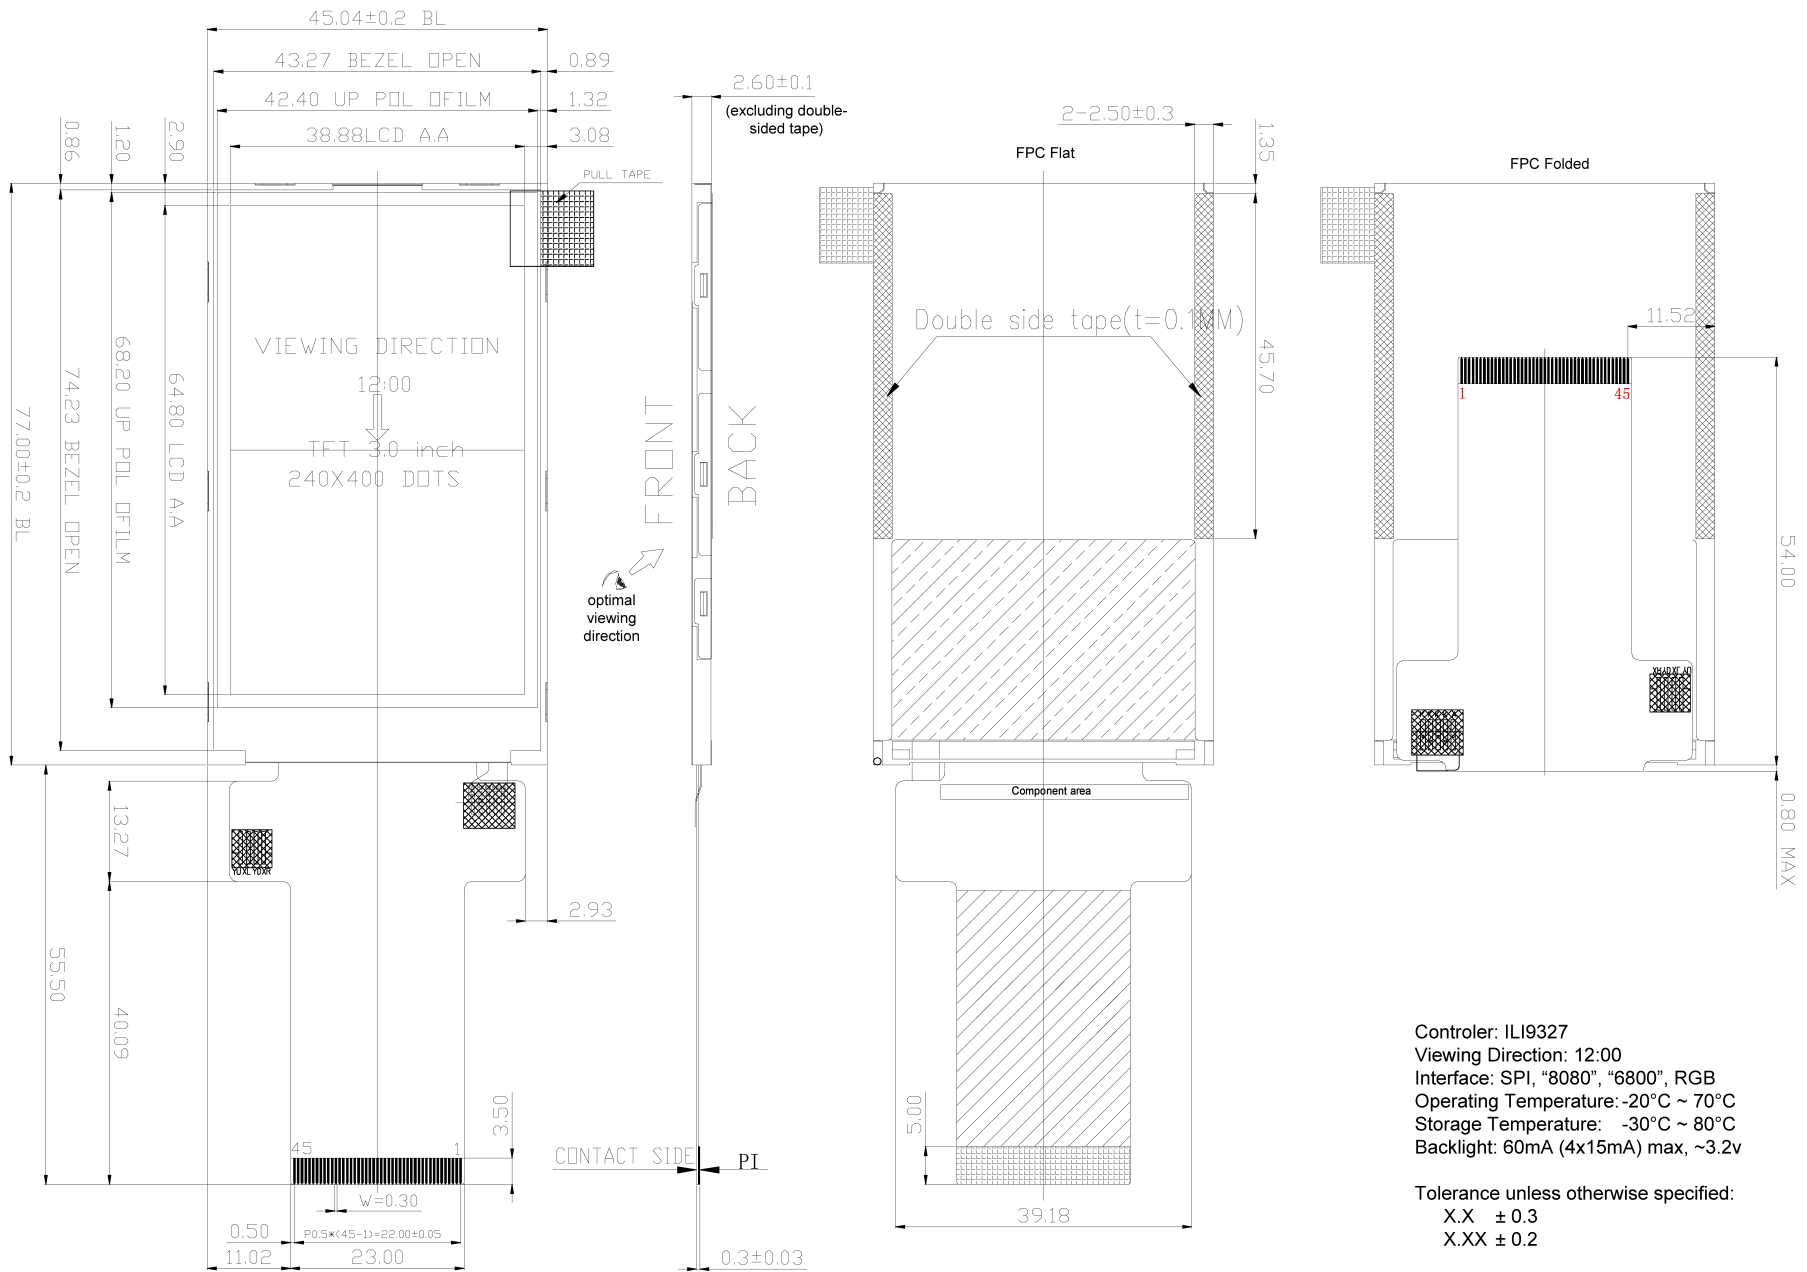 45.04±0.2 BL
43.27 BEZEL OPEN
0.89
42.40 UP POL OFILM
1.32
38.88LCD A.A
3.08
0.86
1.20
2.90
PULL TAPE
VIEWING DIRECTION
12:00
TFT 3.0 inch
240X400 DOTS
64.80 LCD A.A
68.20 UP POL OFILM
74.23 BEZEL OPEN
77.00±0.2 BL
13.27
YUXLYDXR
2.93
55.50
40.09
45
1
3.50
W=0.30
0.50
P0.5*(45-1)=22.00±0.05
11.02
23.00
2.60±0.1
(excluding double-
sided tape)
FRONT
BACK
optimal
viewing
direction
CONTACT SIDE
PI
0.3±0.03
FPC Flat
2-2.50±0.3
1.35
Double side tape(t=0.1MM)
45.70
Component area
5.00
39.18
FPC Folded
11.52
1
45
54.00
0.80 MAX
Controler: ILI9327
Viewing Direction: 12:00
Interface: SPI, “8080”, “6800”, RGB
Operating Temperature: -20°C ~ 70°C
Storage Temperature: -30°C ~ 80°C
Backlight: 60mA (4x15mA) max, ~3.2v
Tolerance unless otherwise specified:
X.X ± 0.3
X.XX ± 0.2